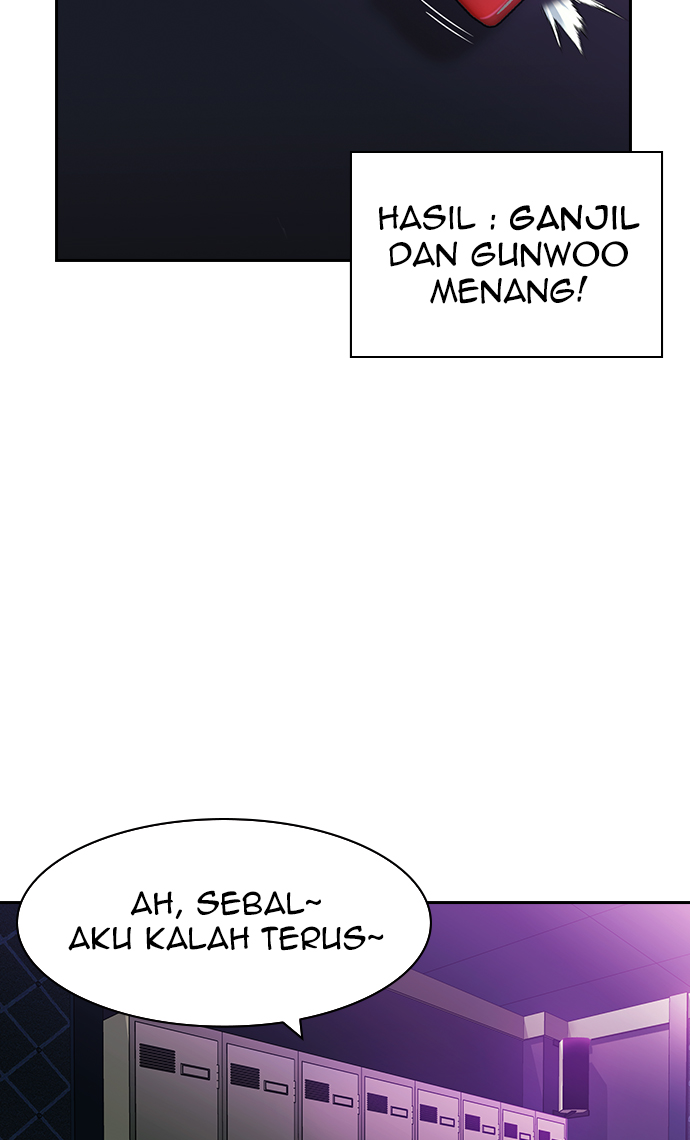 HASIL : GANJIL
DAN GUNWOO
MENANG!
AH, SEBAL~
AKU KALAH TERUS~